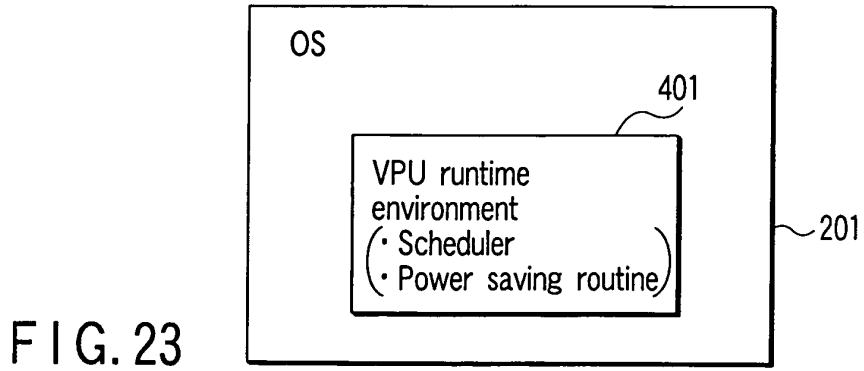 OS
401
VPU runtime
environment
(· Scheduler
· Power saving routine)
201
FIG. 23